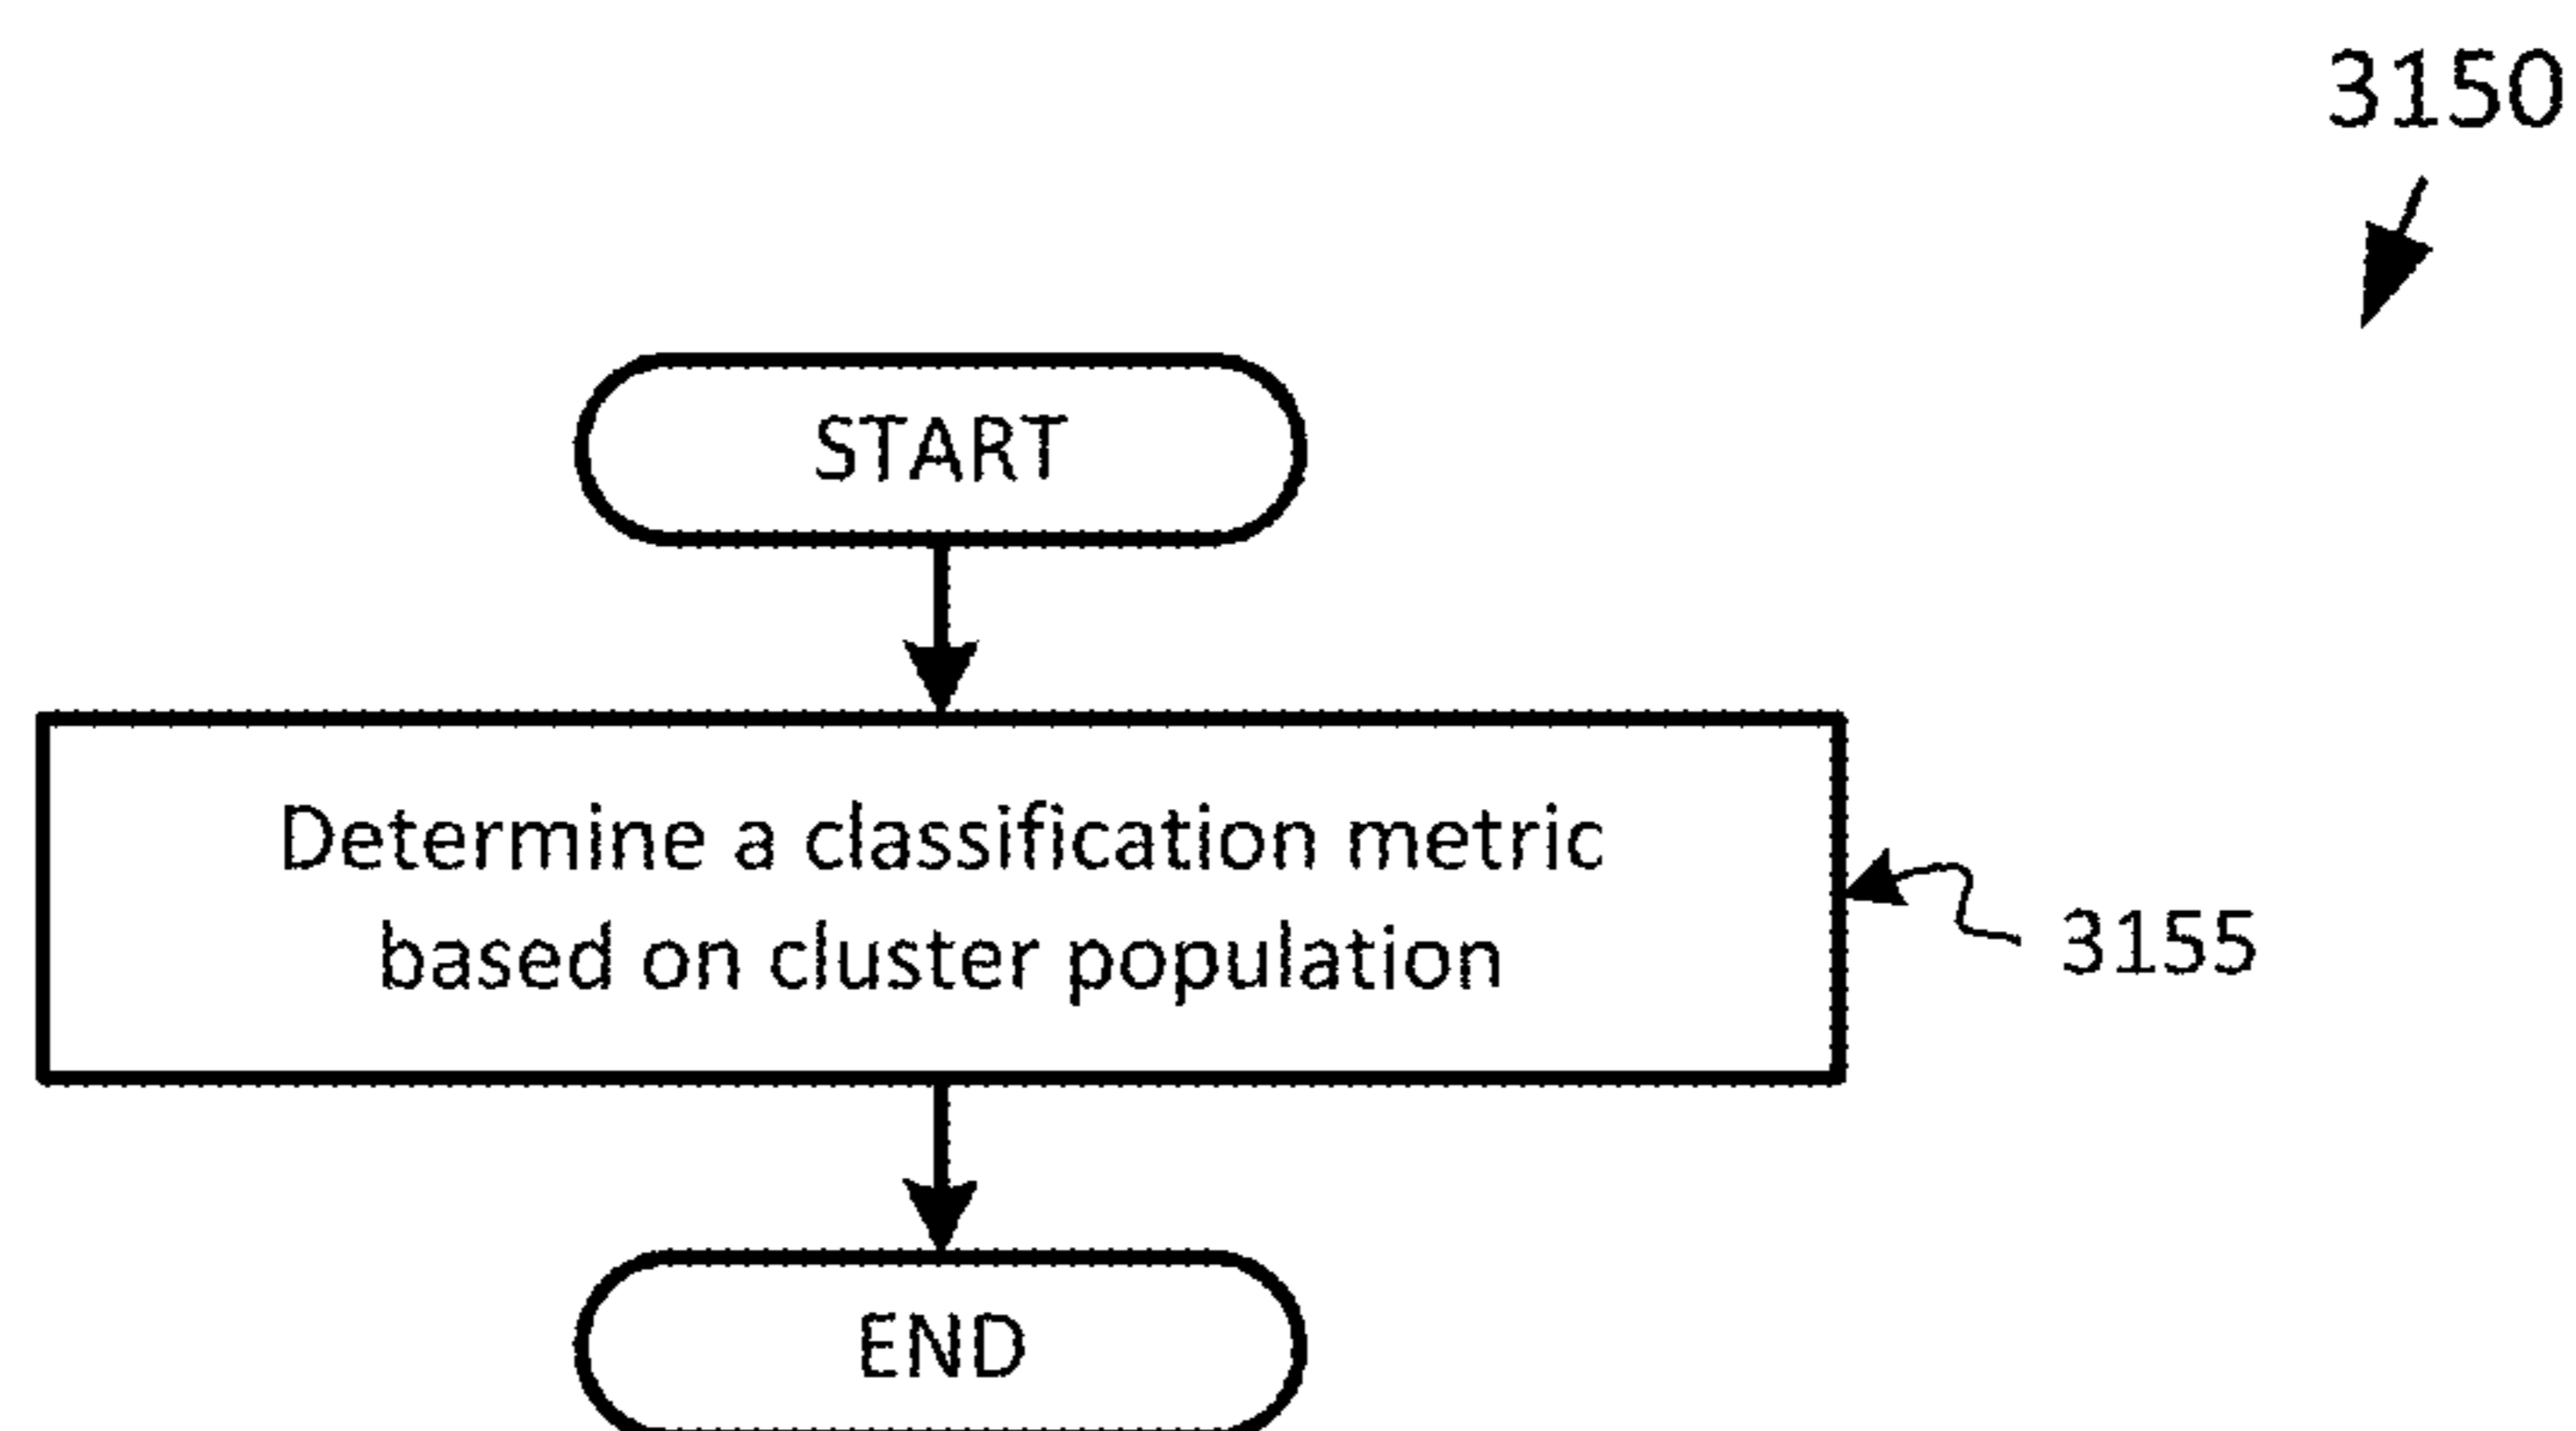 3150
START
Determine a classification metric
based on cluster population
3155
END